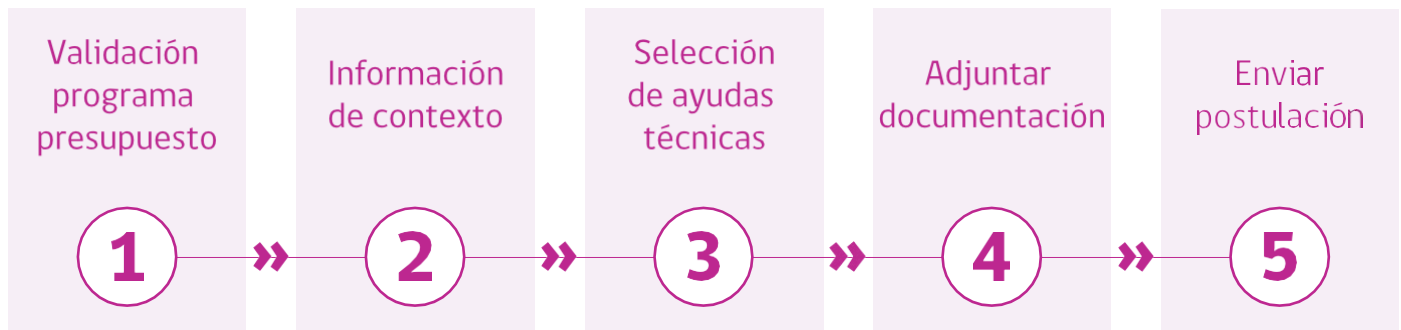 Validación
programa
presupuesto
1
Información
de contexto
2
Selección
de ayudas
técnicas
3
Adjuntar
documentación
4
Enviar
postulación
5